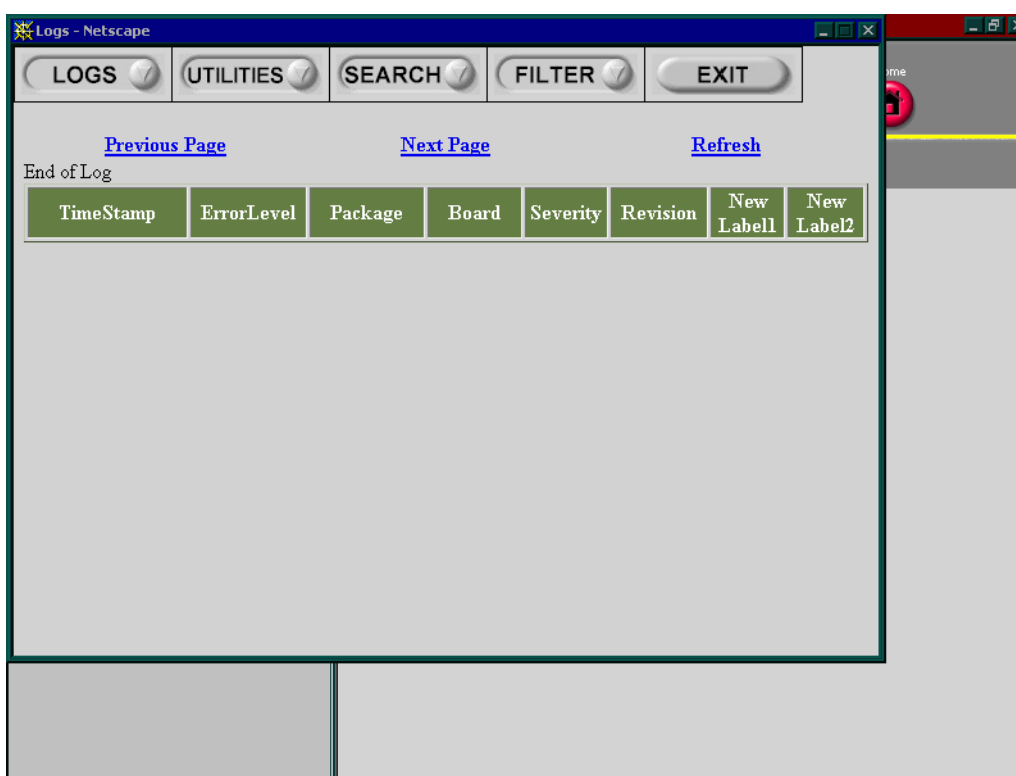 Logs - Netscape
LOGS UTILITIES SEARCH FILTER EXIT
ome
Previous Page Next Page Refresh
End of Log
TimeStamp ErrorLevel Package Board Severity Revision New Label1 New Label2